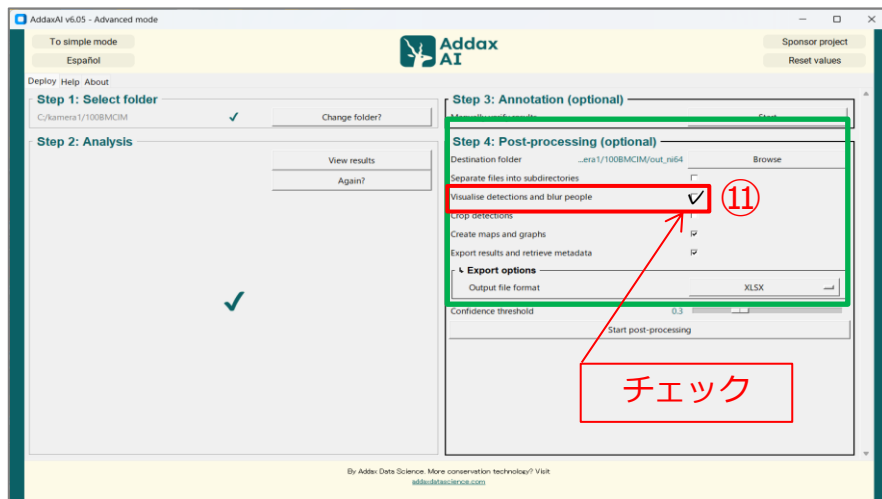 AddaxAI v6.05 - Advanced mode
To simple mode
Español
Addax
AI
Sponsor project
Reset values
Deploy Help About
Step 1: Select folder
C:/kamera1/100BMCIM
Change folder?
Step 2: Analysis
View results
Again?
Step 3: Annotation (optional)
Manually verify results
Start
Step 4: Post-processing (optional)
Destination folder
...era1/100BMCIM/out_ni64
Browse
Separate files into subdirectories
Visualise detections and blur people
⑪
Crop detections
Create maps and graphs
Export results and retrieve metadata
Export options
Output file format
XLSX
Confidence threshold
0.3
Start post-processing
チェック
By Addax Data Science. More conservation technology? Visit
addaxdatascience.com